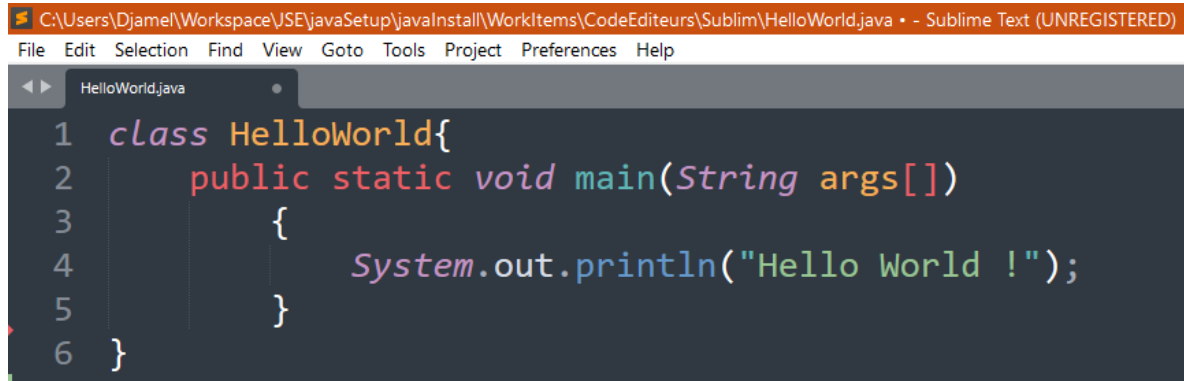 C:\Users\Djamel\Workspace\JSE\javaSetup\javaInstall\WorkItems\CodeEditeurs\Sublim\HelloWorld.java • - Sublime Text (UNREGISTERED)
File Edit Selection Find View Goto Tools Project Preferences Help
HelloWorld.java
1 class HelloWorld{
2 public static void main(String args[])
3 {
4 System.out.println("Hello World !");
5 }
6 }